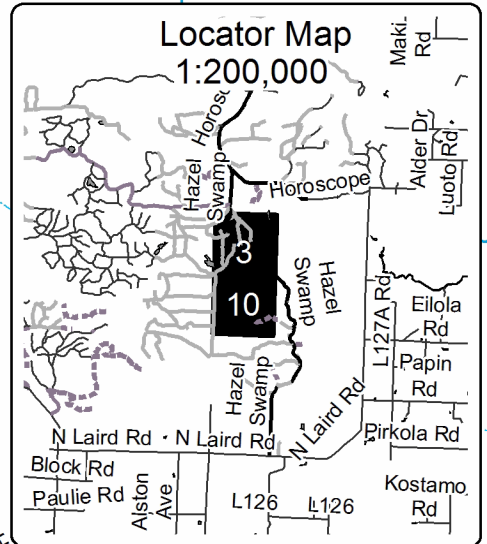 Locator Map
1:200,000
Maki
Rd
Horosc
Hazel
Swamp
Horoscope
Alder Dr
Luoto Rd
3
10
Hazel
Swamp
L127A Rd
Eilola
Rd
Papin
Rd
Hazel
Swamp
N Laird Rd
N Laird Rd
N Laird Rd
Pirkola Rd
Block Rd
Paulie Rd
Alston
Ave
L126
L126
Kostamo
Rd